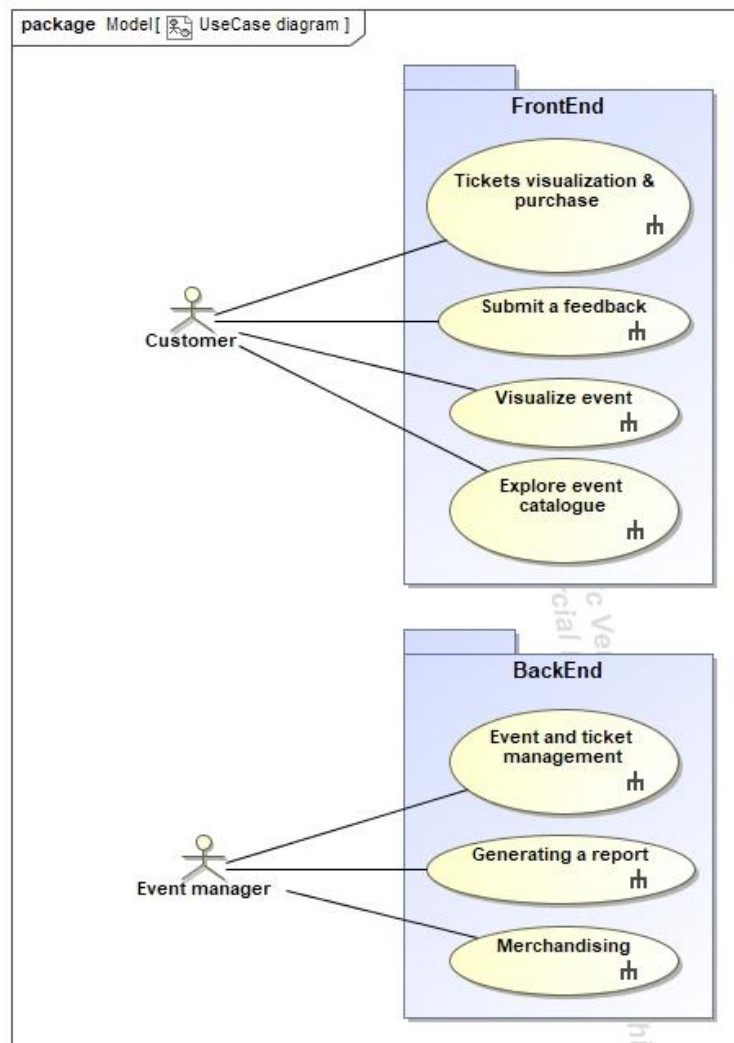 package Model [ UseCase diagram ]
FrontEnd
Tickets visualization &
purchase
Submit a feedback
Customer
Visualize event
Explore event
catalogue
BackEnd
Event and ticket
management
Generating a report
Event manager
Merchandising